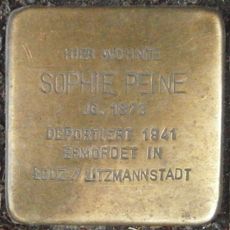 HIER WOHNTE
SOPHIE PEINE
JG. 1873
DEPORTIERT 1941
ERMORDET IN
LODZ/LITZMANNSTADT